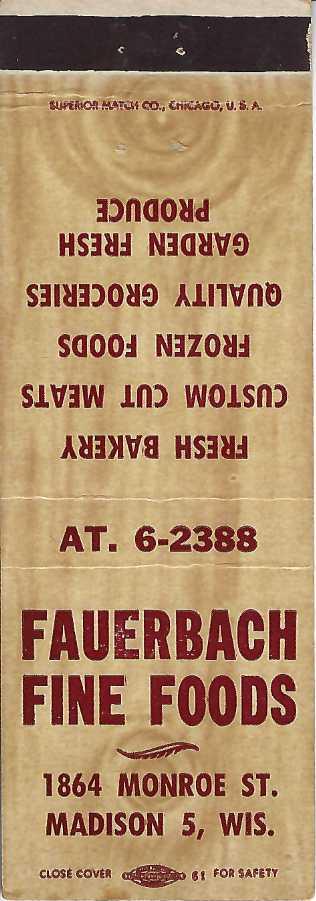 SUPERIOR MATCH CO., CHICAGO, U. S. A.
FRESH BAKERY
CUSTOM CUT MEATS
FROZEN FOODS
QUALITY GROCERIES
GARDEN FRESH
PRODUCE
AT. 6-2388
FAUERBACH
FINE FOODS
1864 MONROE ST.
MADISON 5, WIS.
CLOSE COVER 61 FOR SAFETY